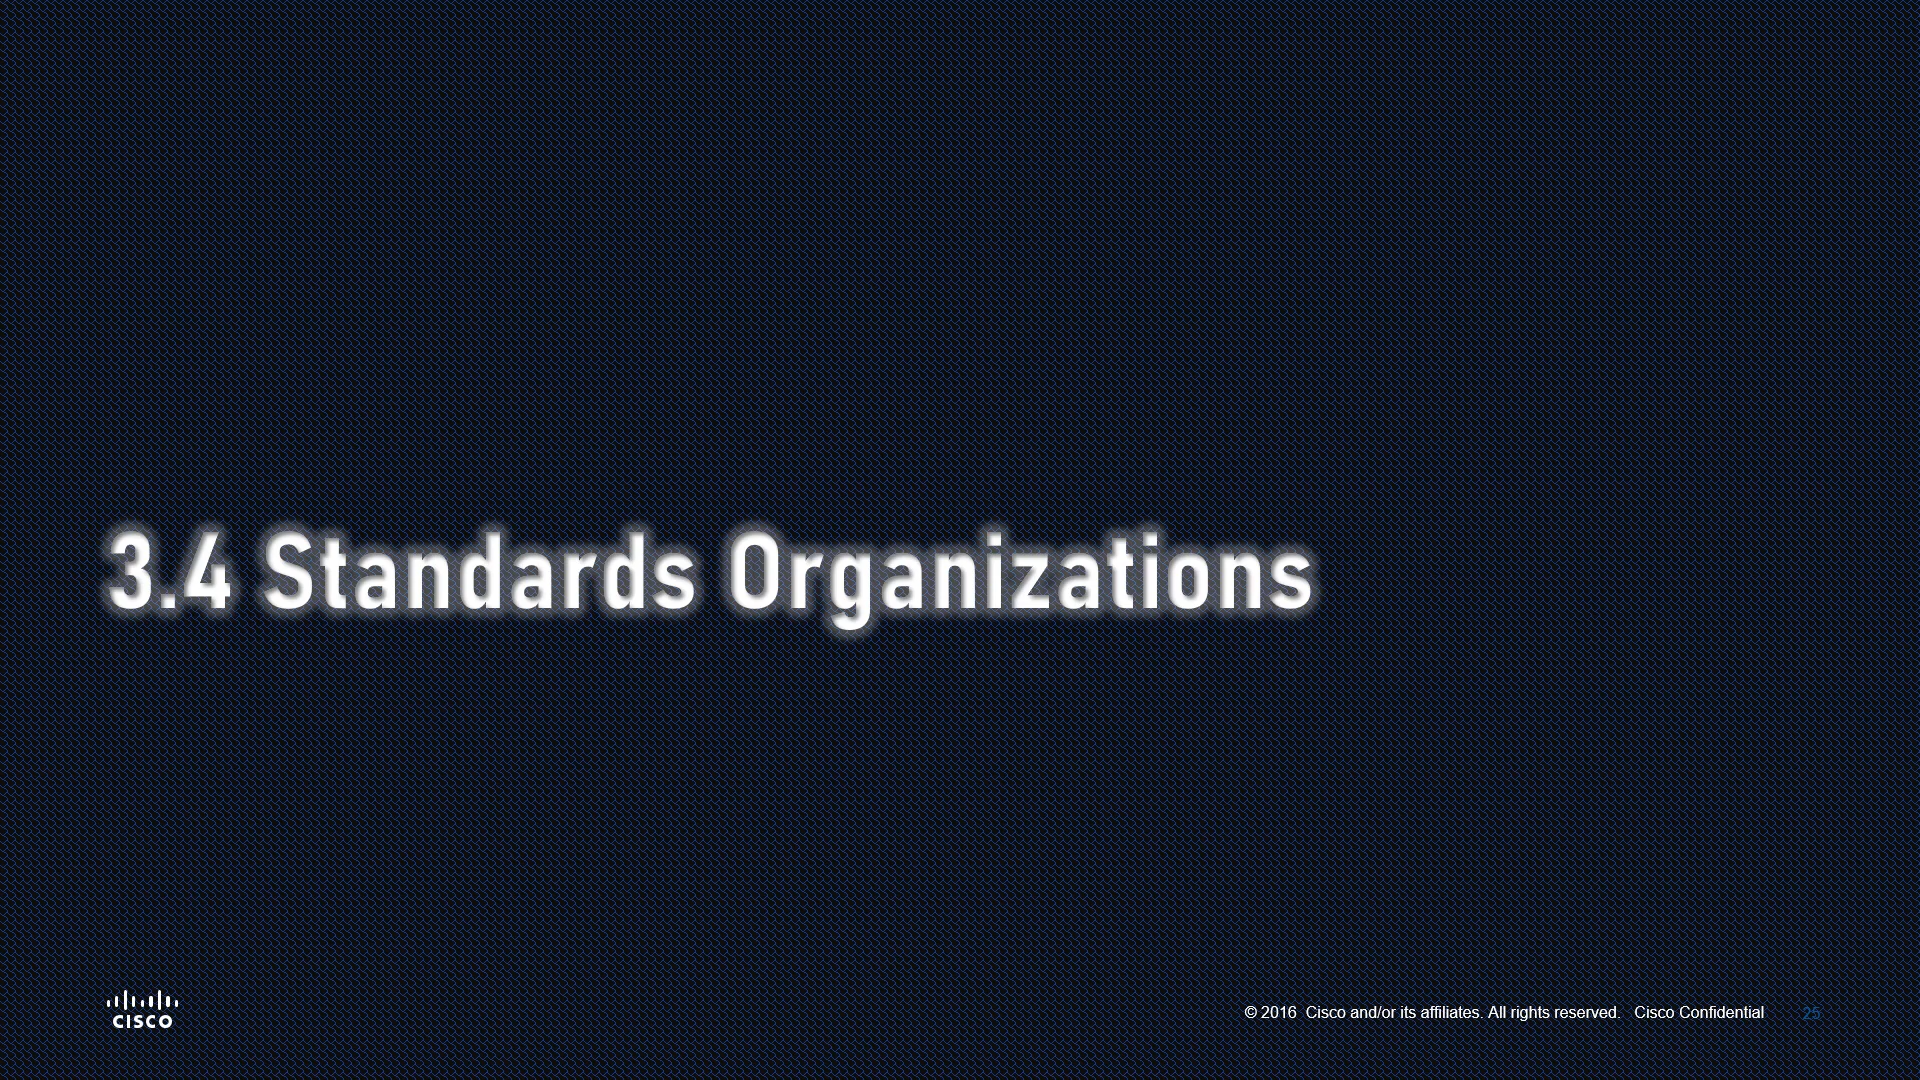 3.4 Standards Organizations
CISCO
© 2016 Cisco and/or its affiliates. All rights reserved. Cisco Confidential 25